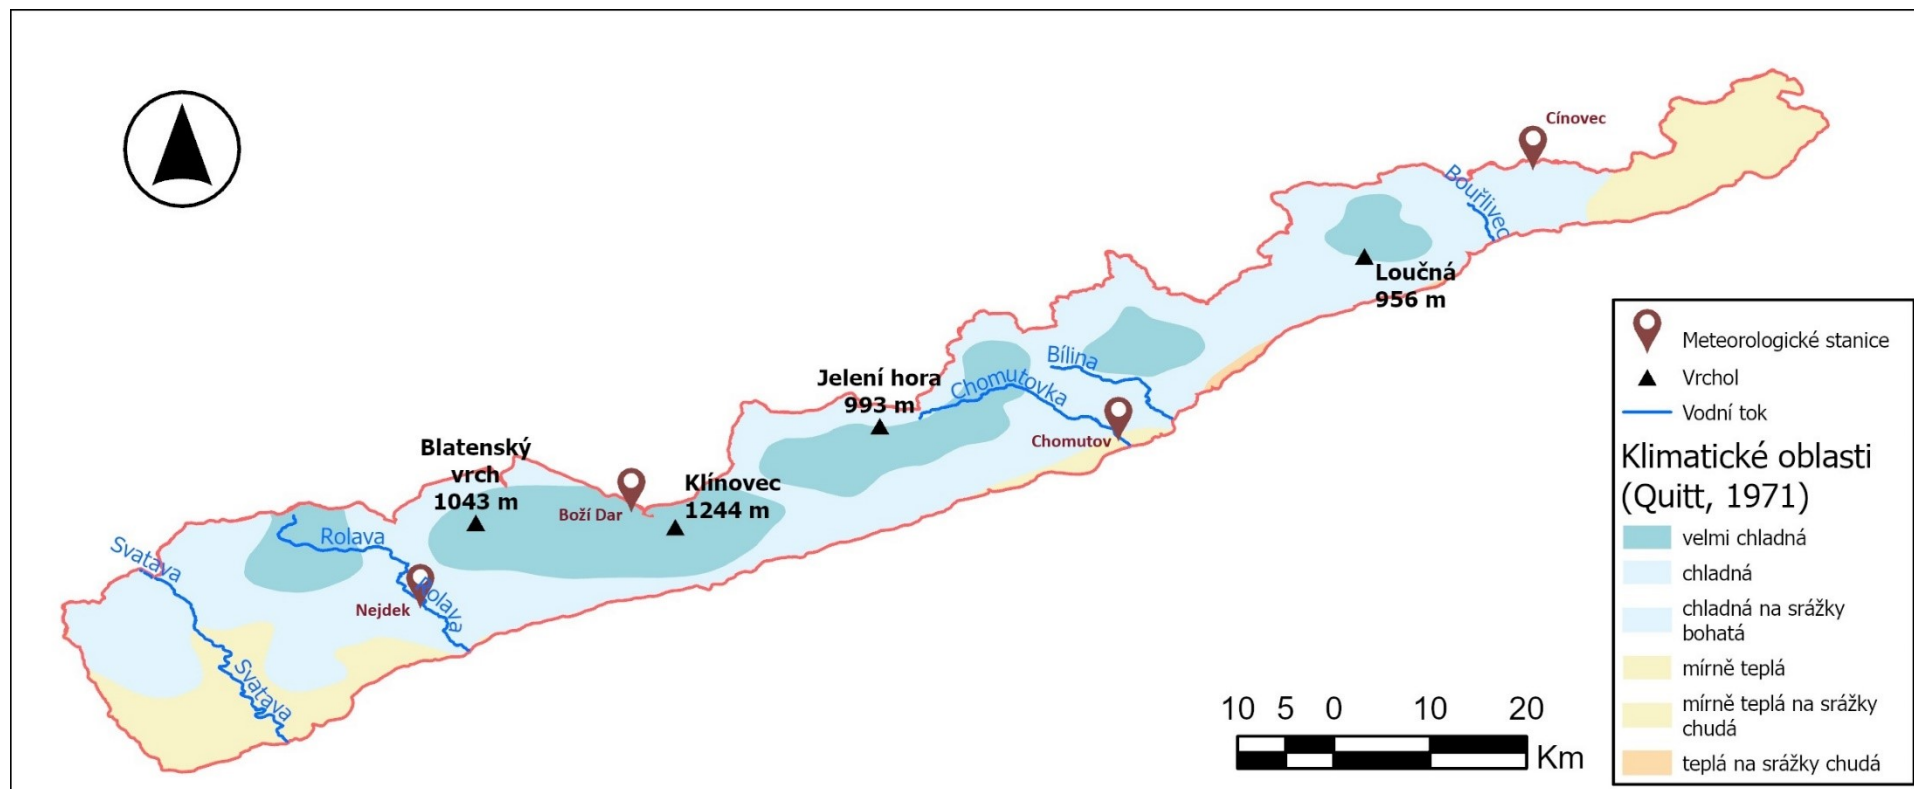 Cínovec
Bouřlivec
Loučná
956 m
Bílina
Jelení hora
993 m
Chomutovka
Chomutov
Blatenský
vrch
1043 m
Klínovec
1244 m
Boží Dar
Rolava
Svatava
Nejdek
Rolava
Svatava
10 5 0 10 20
Km
Meteorologické stanice
Vrchol
Vodní tok
Klimatické oblasti
(Quitt, 1971)
velmi chladná
chladná
chladná na srážky
bohatá
mírně teplá
mírně teplá na srážky
chudá
teplá na srážky chudá